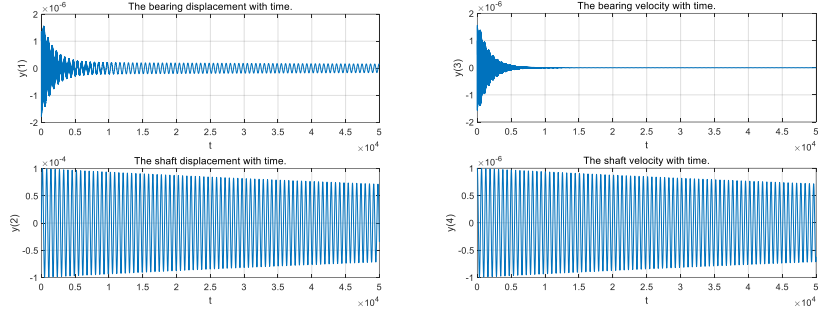 The bearing displacement with time.
×10⁻⁶
2
1
0
-1
-2
y(1)
0 0.5 1 1.5 2 2.5 3 3.5 4 4.5 5
t
×10⁴
The bearing velocity with time.
×10⁻⁶
2
1
0
-1
-2
y(3)
0 0.5 1 1.5 2 2.5 3 3.5 4 4.5 5
t
×10⁴
The shaft displacement with time.
×10⁻⁴
1
0.5
0
-0.5
-1
y(2)
0 0.5 1 1.5 2 2.5 3 3.5 4 4.5 5
t
×10⁴
The shaft velocity with time.
×10⁻⁶
1
0.5
0
-0.5
-1
y(4)
0 0.5 1 1.5 2 2.5 3 3.5 4 4.5 5
t
×10⁴